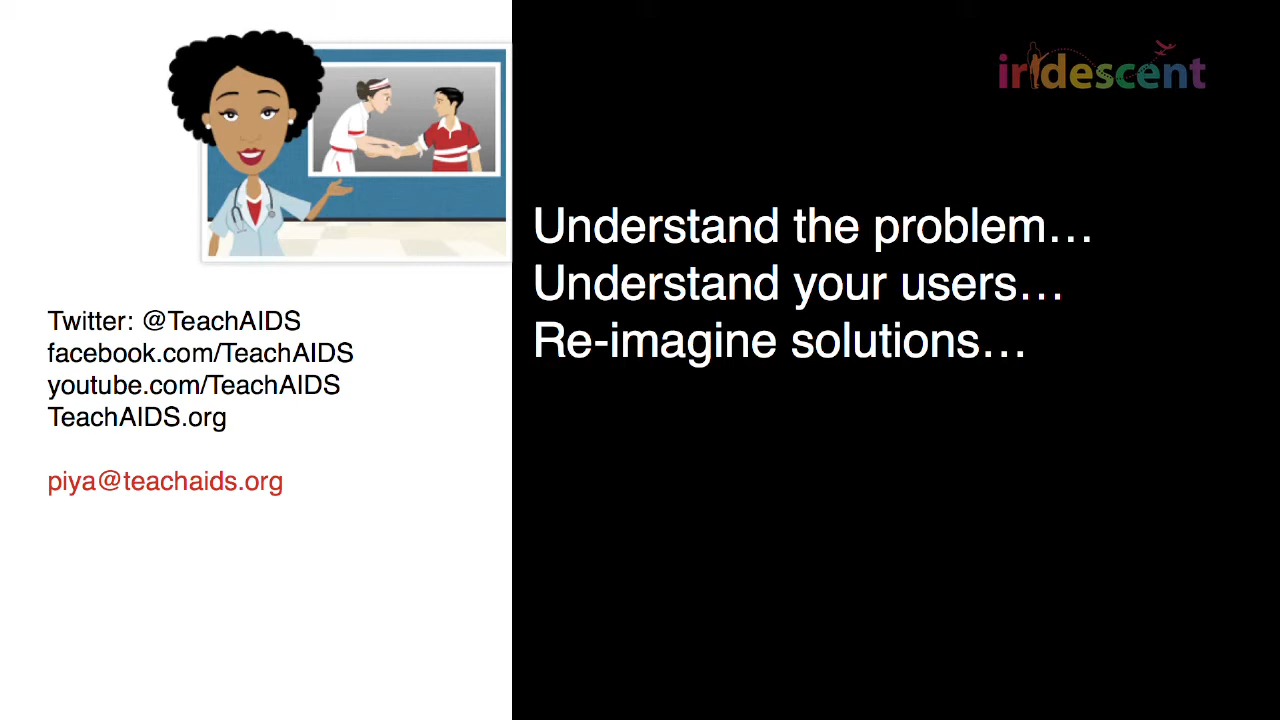 Twitter: @TeachAIDS
facebook.com/TeachAIDS
youtube.com/TeachAIDS
TeachAIDS.org
piya@teachaids.org
iridescent
Understand the problem…
Understand your users…
Re-imagine solutions…